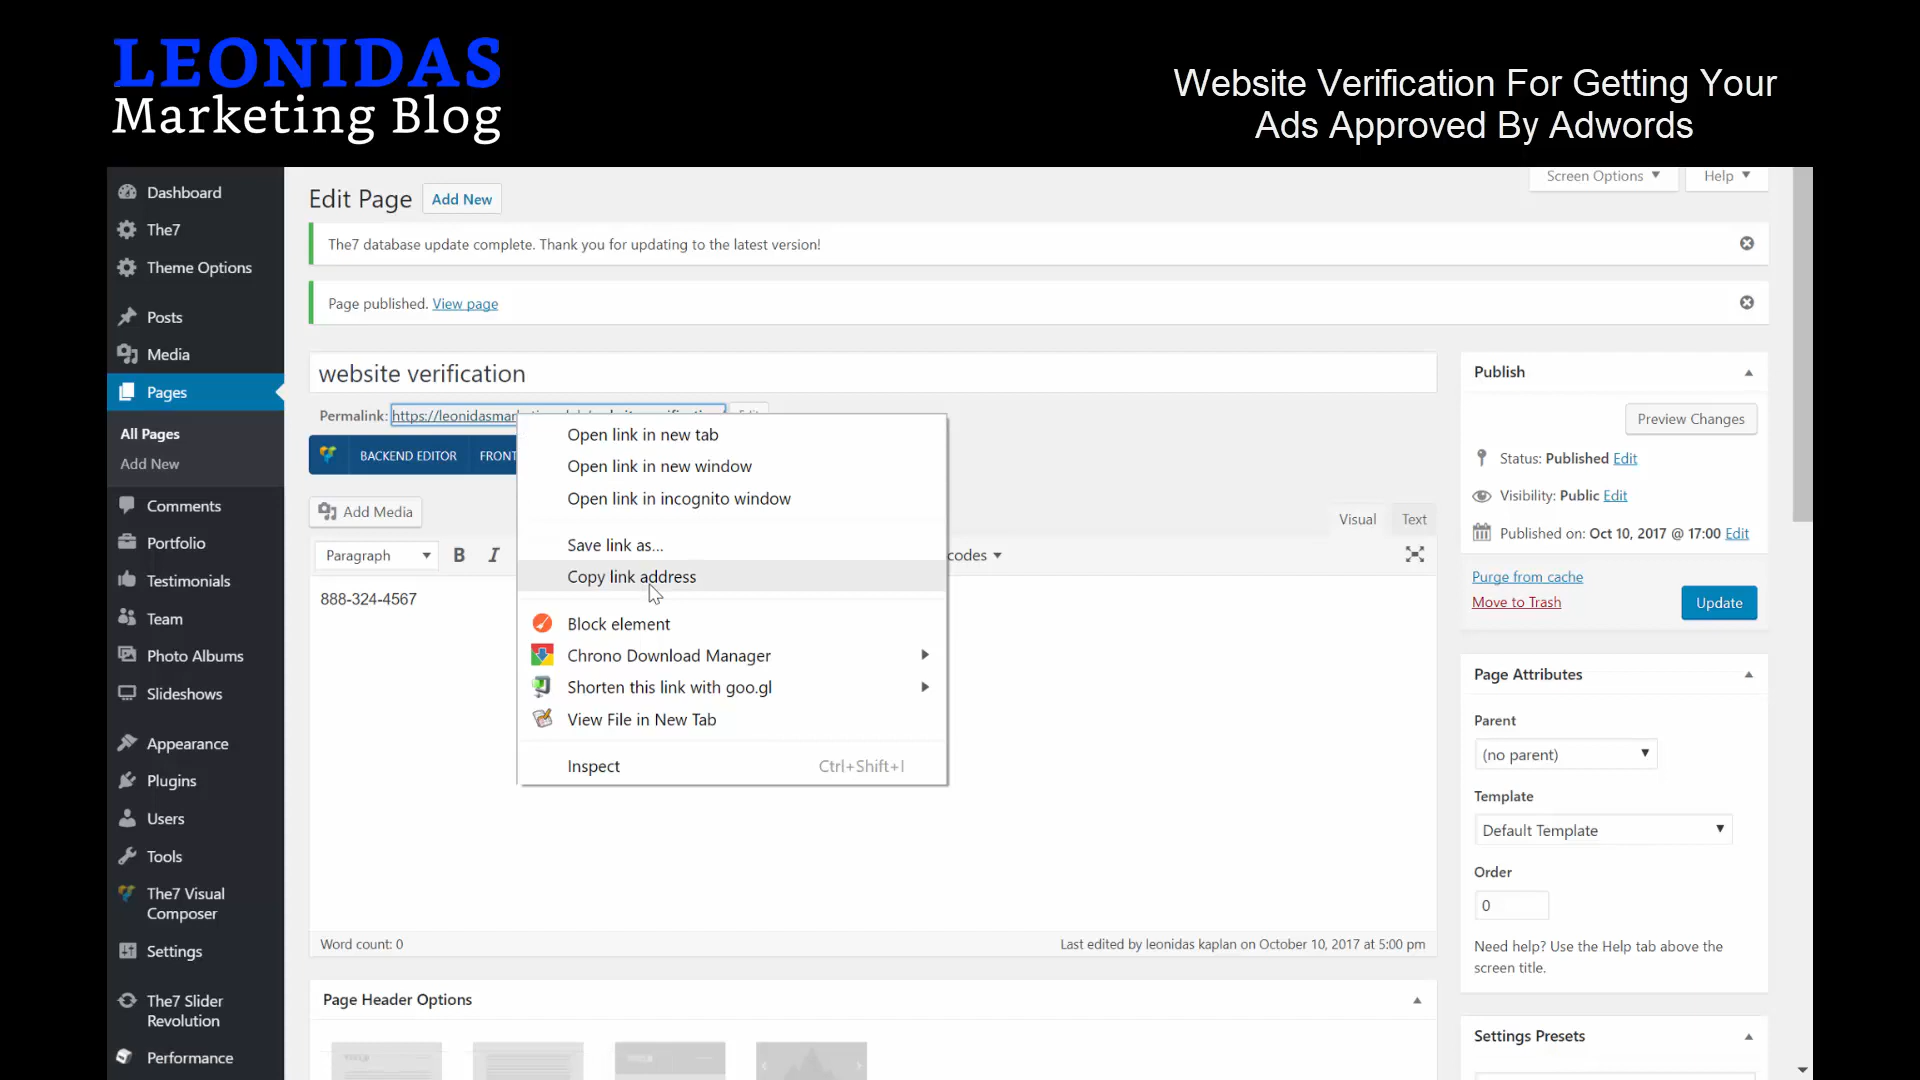 LEONIDAS
Marketing Blog
Website Verification For Getting Your
Ads Approved By Adwords
Dashboard
The7
Theme Options
Posts
Media
Pages
All Pages
Add New
Comments
Portfolio
Testimonials
Team
Photo Albums
Slideshows
Appearance
Plugins
Users
Tools
The7 Visual
Composer
Settings
The7 Slider
Revolution
Performance
Screen Options
Help
Edit Page
Add New
The7 database update complete. Thank you for updating to the latest version!
Page published. View page
website verification
Permalink: https://leonidasmar
BACKEND EDITOR
FRONT
Add Media
Visual
Text
Paragraph
B
I
codes
888-324-4567
Open link in new tab
Open link in new window
Open link in incognito window
Save link as...
Copy link address
Block element
Chrono Download Manager
Shorten this link with goo.gl
View File in New Tab
Inspect Ctrl+Shift+I
Word count: 0
Last edited by leonidas kaplan on October 10, 2017 at 5:00 pm
Page Header Options
Publish
Preview Changes
Status: Published Edit
Visibility: Public Edit
Published on: Oct 10, 2017 @ 17:00 Edit
Purge from cache
Move to Trash
Update
Page Attributes
Parent
(no parent)
Template
Default Template
Order
0
Need help? Use the Help tab above the
screen title.
Settings Presets